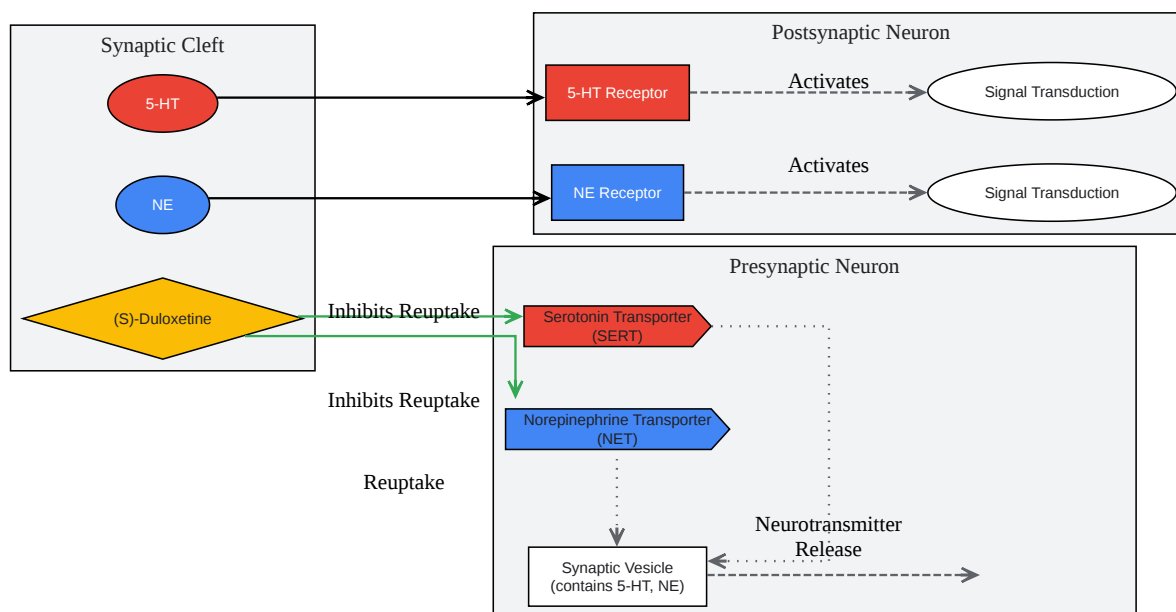 Synaptic Cleft
5-HT
NE
(S)-Duloxetine
Postsynaptic Neuron
5-HT Receptor
Activates
Signal Transduction
NE Receptor
Activates
Signal Transduction
Presynaptic Neuron
Inhibits Reuptake
Serotonin Transporter
(SERT)
Inhibits Reuptake
Norepinephrine Transporter
(NET)
Reuptake
Neurotransmitter
Release
Synaptic Vesicle
(contains 5-HT, NE)